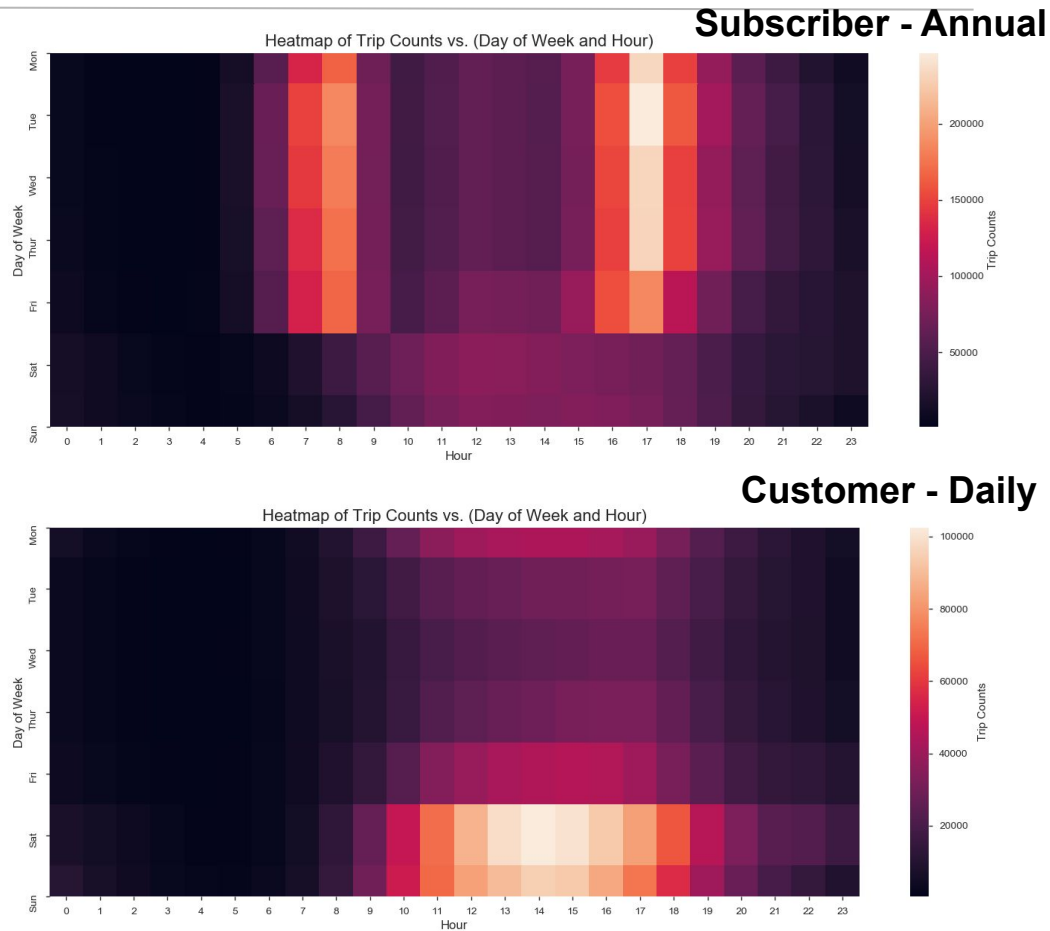 Subscriber - Annual
Heatmap of Trip Counts vs. (Day of Week and Hour)
Mon
Tue
Wed
Thur
Fri
Sat
Sun
Day of Week
0 1 2 3 4 5 6 7 8 9 10 11 12 13 14 15 16 17 18 19 20 21 22 23
Hour
200000
150000
100000
50000
Trip Counts
Customer - Daily
Heatmap of Trip Counts vs. (Day of Week and Hour)
Mon
Tue
Wed
Thur
Fri
Sat
Sun
Day of Week
0 1 2 3 4 5 6 7 8 9 10 11 12 13 14 15 16 17 18 19 20 21 22 23
Hour
100000
80000
60000
40000
20000
Trip Counts